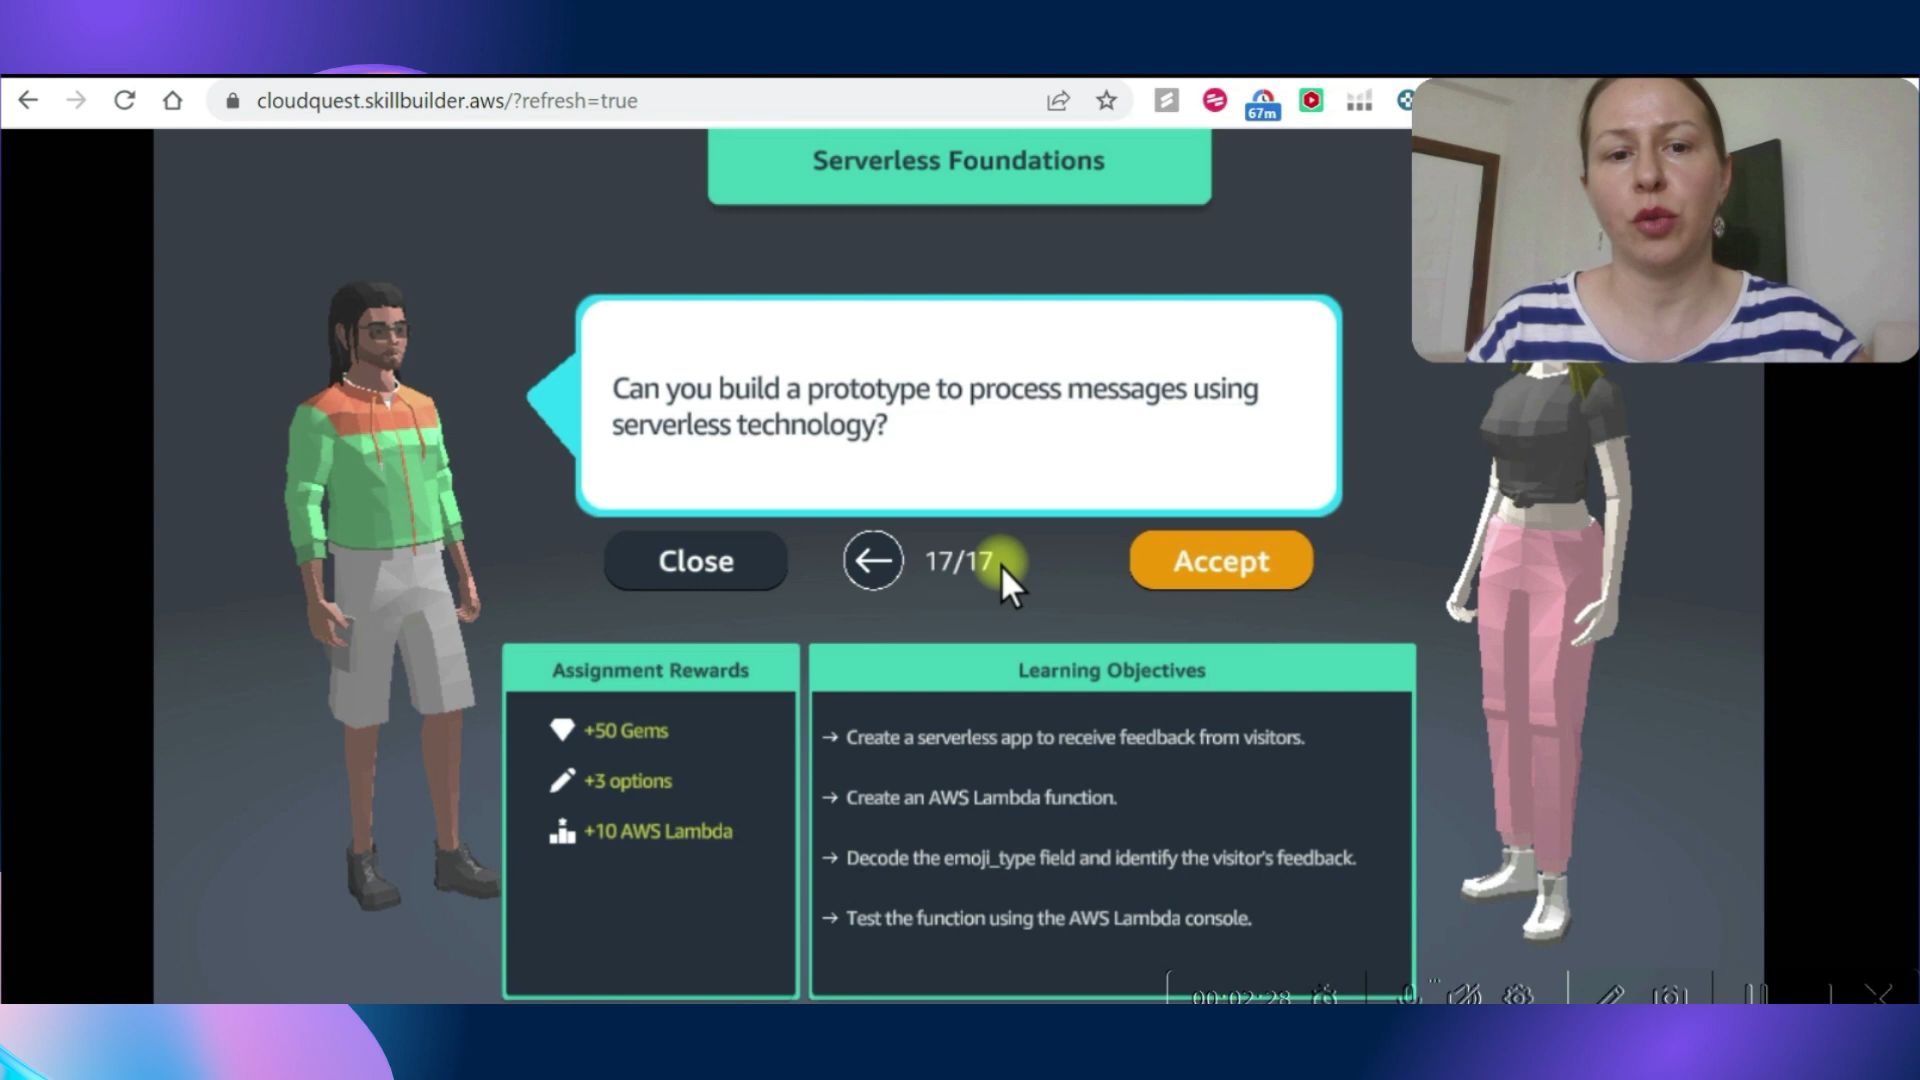 cloudquest.skillbuilder.aws/?refresh=true
67m
Serverless Foundations
Can you build a prototype to process messages using
serverless technology?
Close
17/17
Accept
Assignment Rewards
+50 Gems
+3 options
+10 AWS Lambda
Learning Objectives
→ Create a serverless app to receive feedback from visitors.
→ Create an AWS Lambda function.
→ Decode the emoji_type field and identify the visitor's feedback.
→ Test the function using the AWS Lambda console.
00:02:28